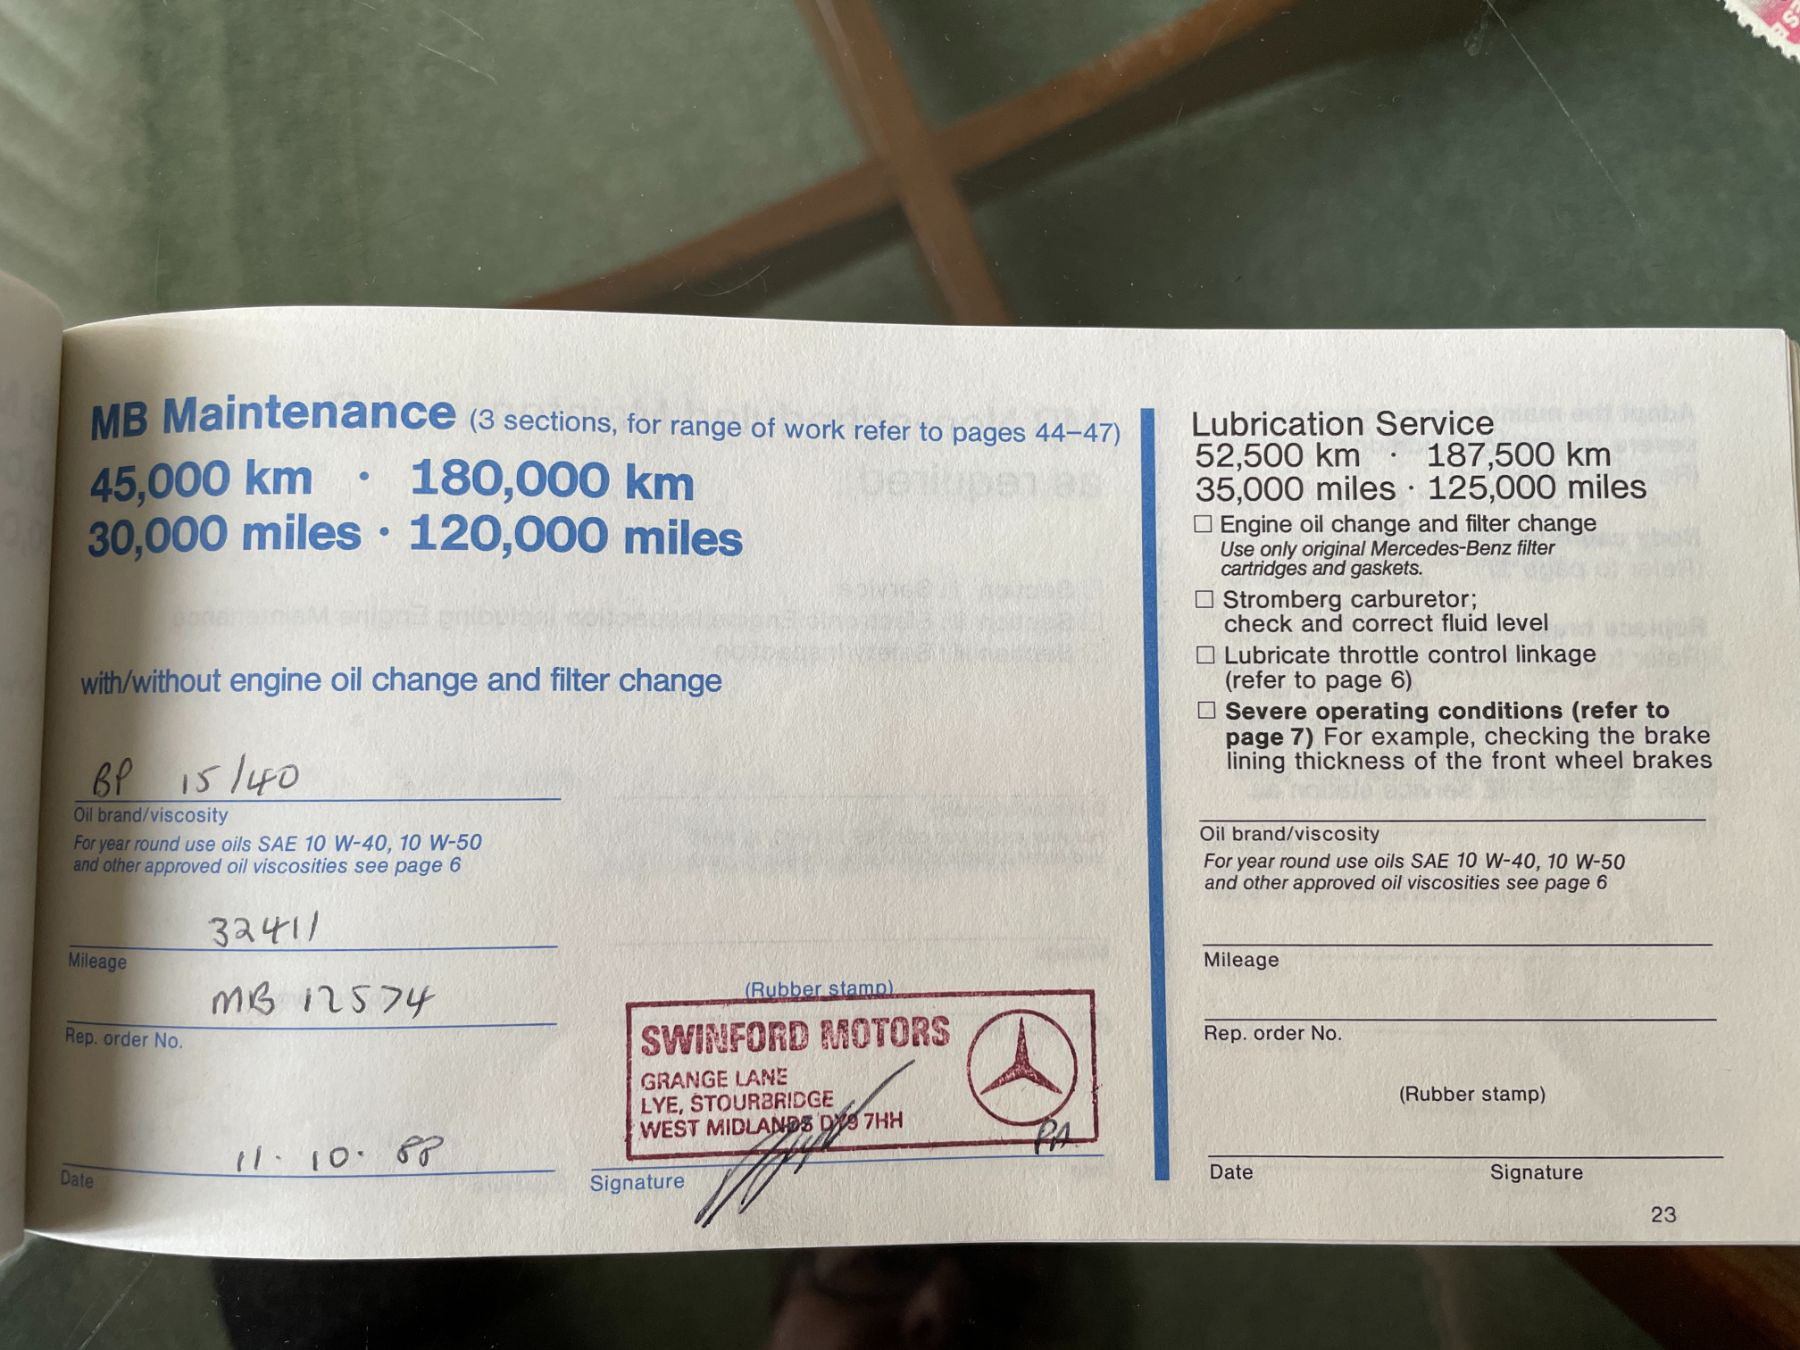 MB Maintenance (3 sections, for range of work refer to pages 44–47)
45,000 km · 180,000 km
30,000 miles · 120,000 miles
with/without engine oil change and filter change
BP 15/40
Oil brand/viscosity
For year round use oils SAE 10 W-40, 10 W-50
and other approved oil viscosities see page 6
32411
Mileage
MB 12574
Rep. order No.
11. 10. 88
Date
(Rubber stamp)
SWINFORD MOTORS
GRANGE LANE
LYE, STOURBRIDGE
WEST MIDLANDS DY9 7HH
PA
Signature
Lubrication Service
52,500 km · 187,500 km
35,000 miles · 125,000 miles
☐ Engine oil change and filter change
Use only original Mercedes-Benz filter
cartridges and gaskets.
☐ Stromberg carburetor;
check and correct fluid level
☐ Lubricate throttle control linkage
(refer to page 6)
☐ Severe operating conditions (refer to
page 7) For example, checking the brake
lining thickness of the front wheel brakes
Oil brand/viscosity
For year round use oils SAE 10 W-40, 10 W-50
and other approved oil viscosities see page 6
Mileage
Rep. order No.
(Rubber stamp)
Date Signature
23